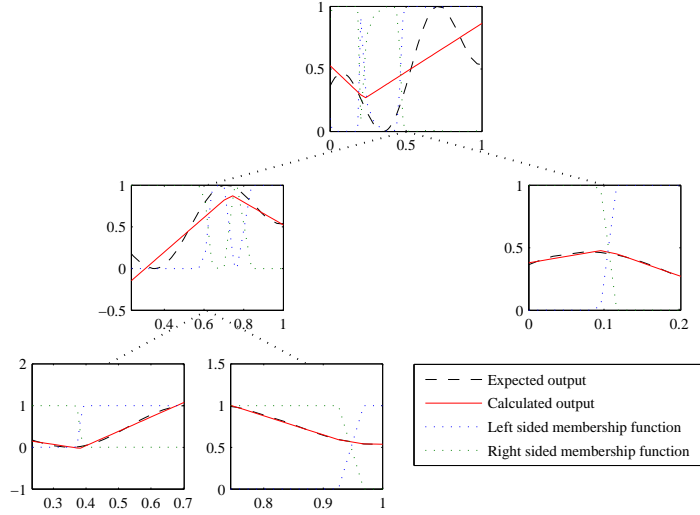 1
0.5
0
0 0.5 1
1
0.5
0
−0.5
0.4 0.6 0.8 1
1
0.5
0
0 0.1 0.2
2
1
0
−1
0.3 0.4 0.5 0.6 0.7
1.5
1
0.5
0
0.8 0.9 1
Expected output
Calculated output
Left sided membership function
Right sided membership function